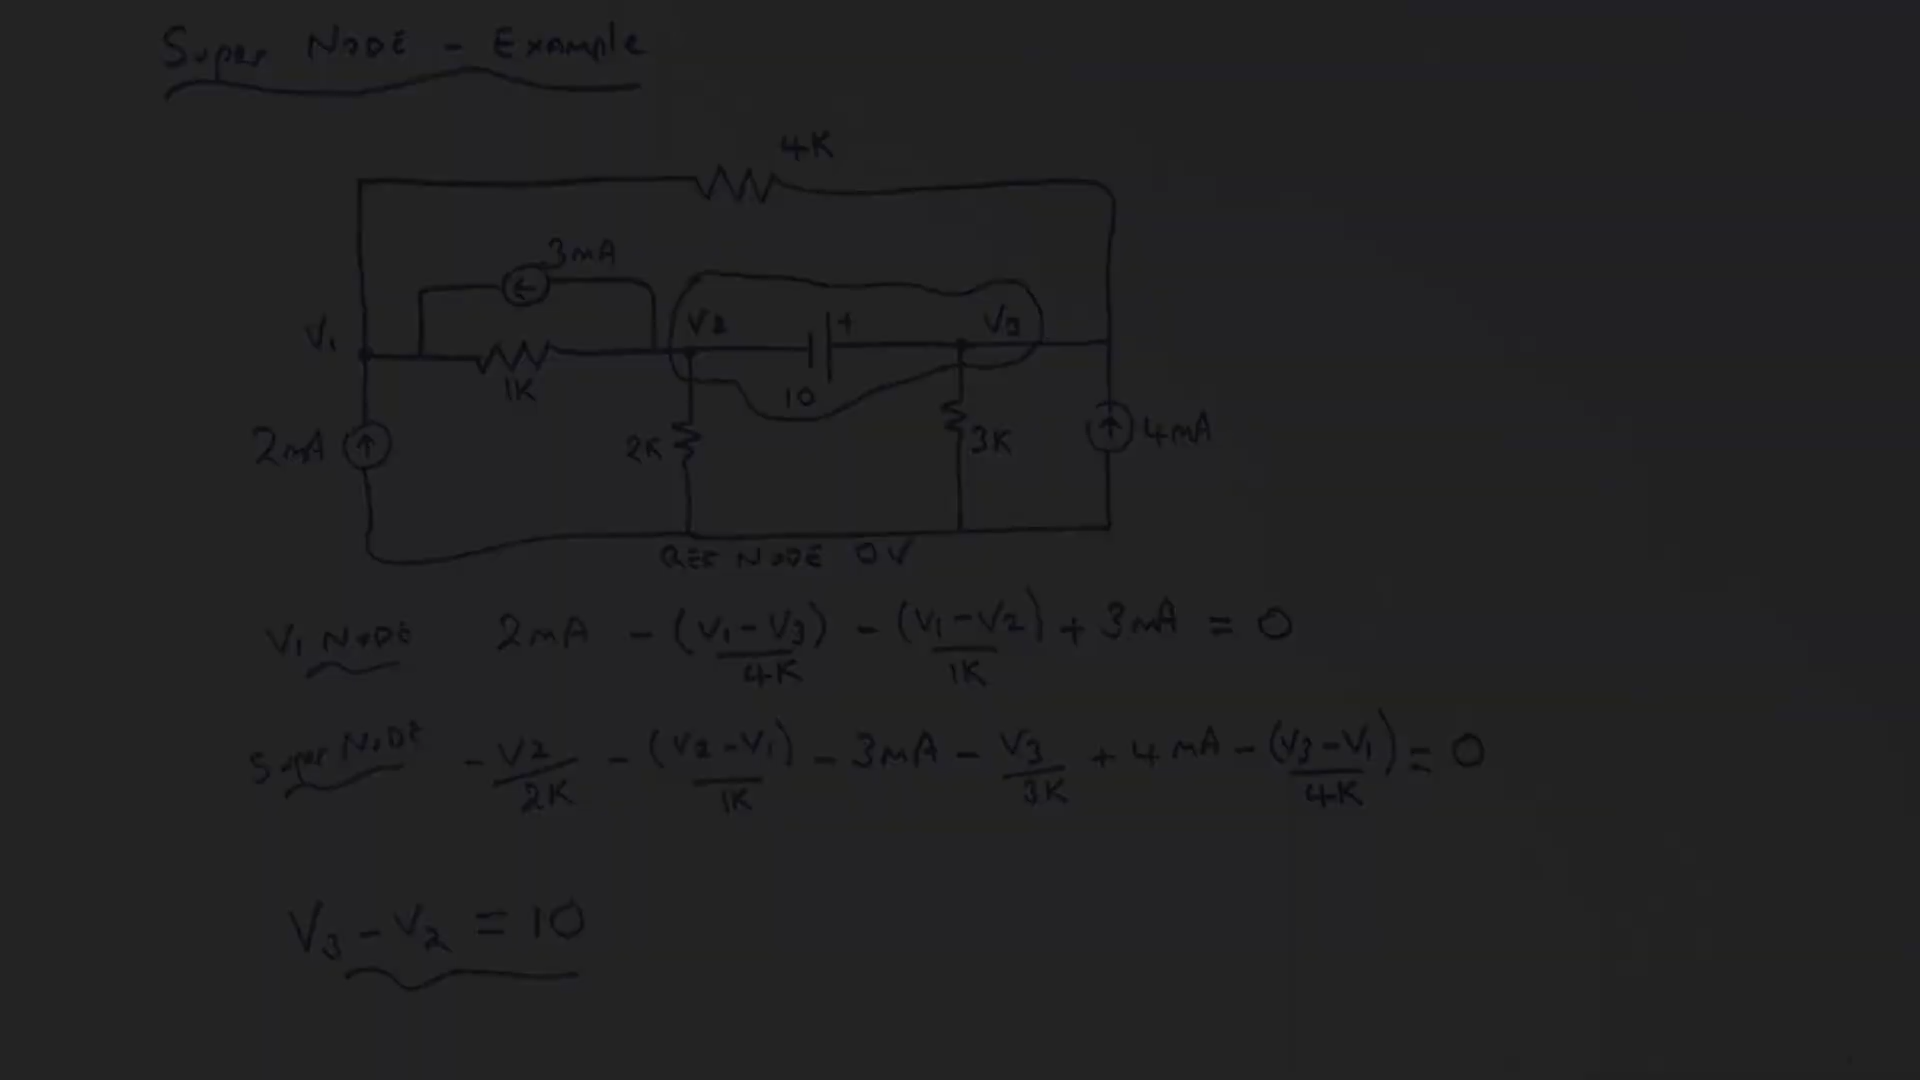 Super NODE - Example
4K
3mA
V1
V2
+
V3
1K
10
2mA
2K
3K
4mA
REF NODE 0V
V1 NODE 2mA - (V1-V3)/4K - (V1-V2)/1K + 3mA = 0
Super NODE -V2/2K - (V2-V1)/1K - 3mA - V3/3K + 4mA - (V3-V1)/4K = 0
V3 - V2 = 10